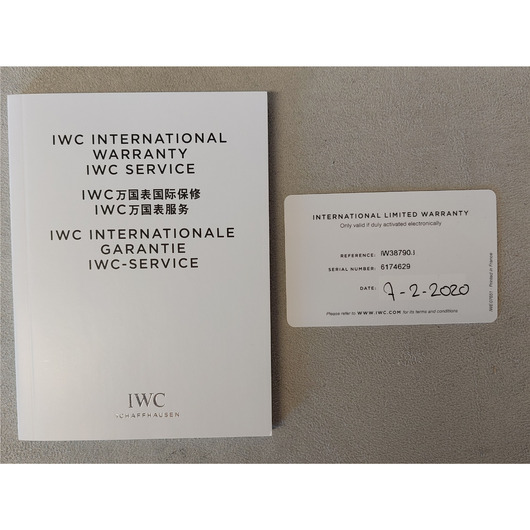 IWC INTERNATIONAL
WARRANTY
IWC SERVICE
IWC万国表国际保修
IWC万国表服务
IWC INTERNATIONALE
GARANTIE
IWC-SERVICE
IWC
SCHAFFHAUSEN
INTERNATIONAL LIMITED WARRANTY
Only valid if duly activated electronically
REFERENCE: IW38790.1
SERIAL NUMBER: 6174629
DATE: 7-2-2020
Please refer to WWW.IWC.COM for its terms and conditions
Printed in France